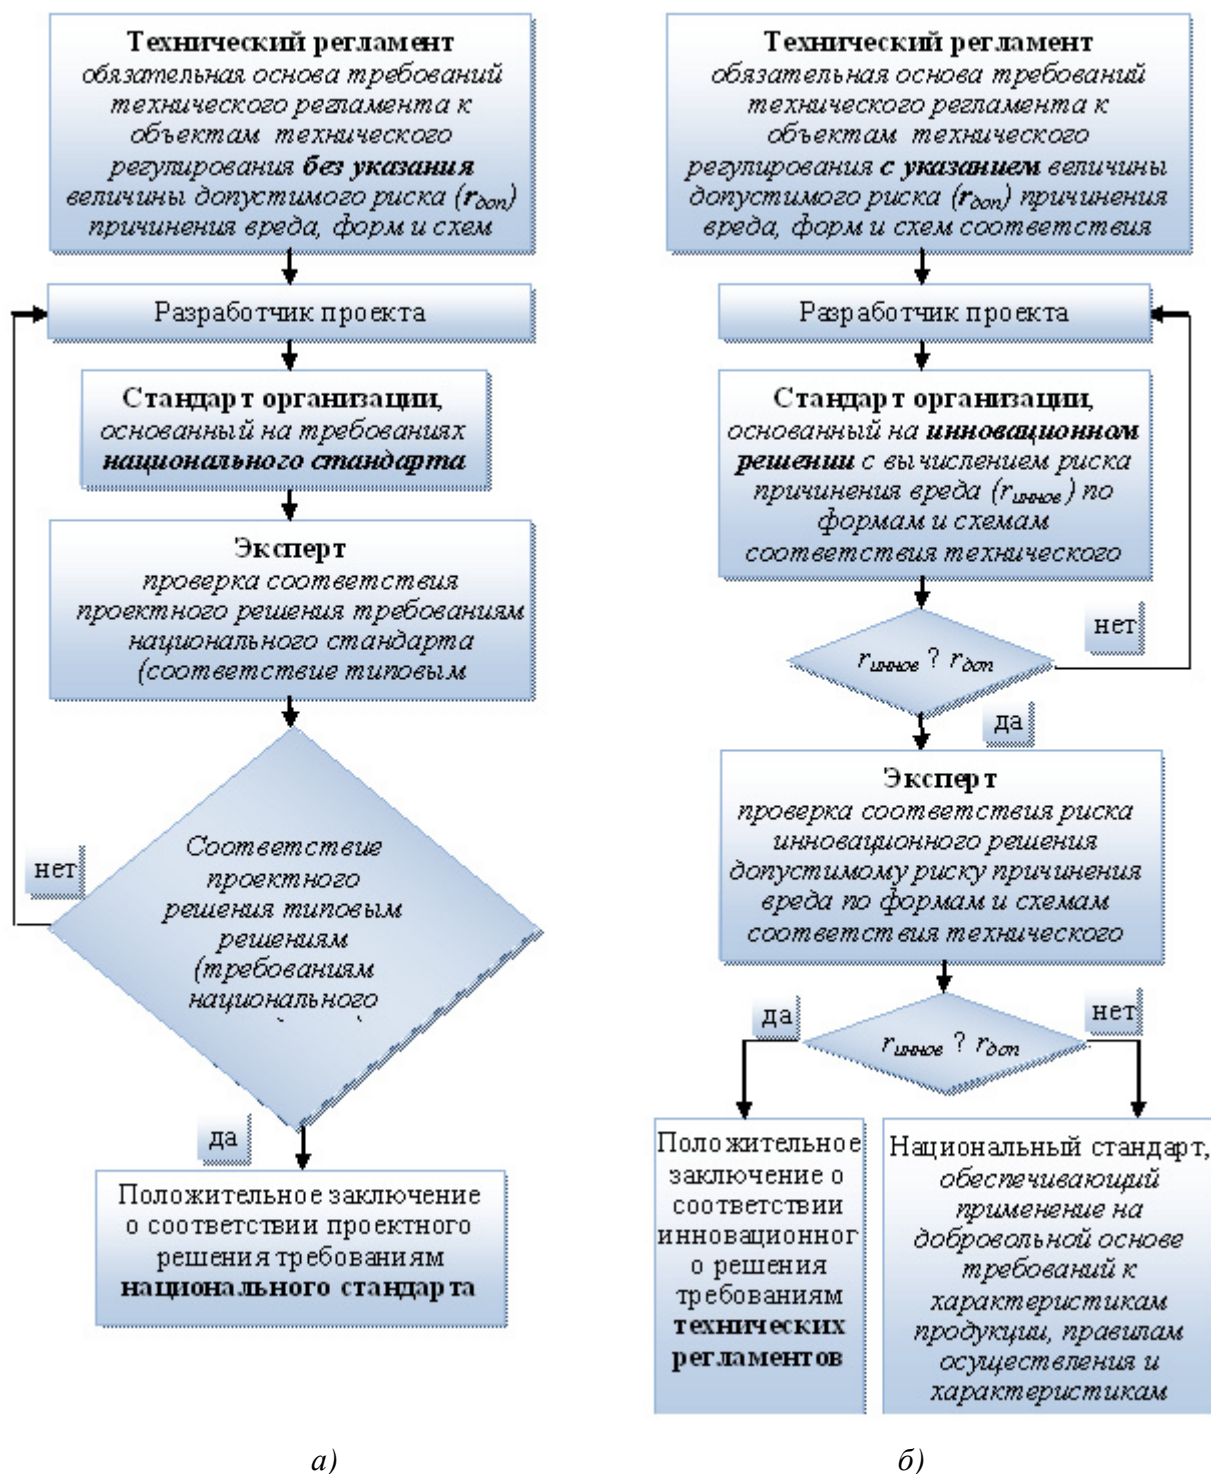 Технический регламент
обязательная основа требований
технического регламента к
объектам технического
регулирования без указания
величины допустимого риска (rдоп)
причинения вреда, форм и схем
Разработчик проекта
Стандарт организации,
основанный на требованиях
национального стандарта
Эксперт
проверка соответствия
проектного решения требованиям
национального стандарта
(соответствие типовым
Соответствие
проектного
решения типовым
решениям
(требованиям
национального
нет
да
Положительное заключение
о соответствии проектного
решения требованиям
национального стандарта
а)
Технический регламент
обязательная основа требований
технического регламента к
объектам технического
регулирования с указанием величины
допустимого риска (rдоп) причинения
вреда, форм и схем соответствия
Разработчик проекта
Стандарт организации,
основанный на инновационном
решении с вычислением риска
причинения вреда (rиннов) по
формам и схемам
соответствия технического
rиннов ? rдоп
нет
да
Эксперт
проверка соответствия риска
инновационного решения
допустимому риску причинения
вреда по формам и схемам
соответствия технического
rиннов ? rдоп
да
нет
Положительное
заключение о
соответствии
инновационног
о решения
требованиям
технических
регламентов
Национальный стандарт,
обеспечивающий
применение на
добровольной основе
требований к
характеристикам
продукции, правилам
осуществления и
характеристикам
б)